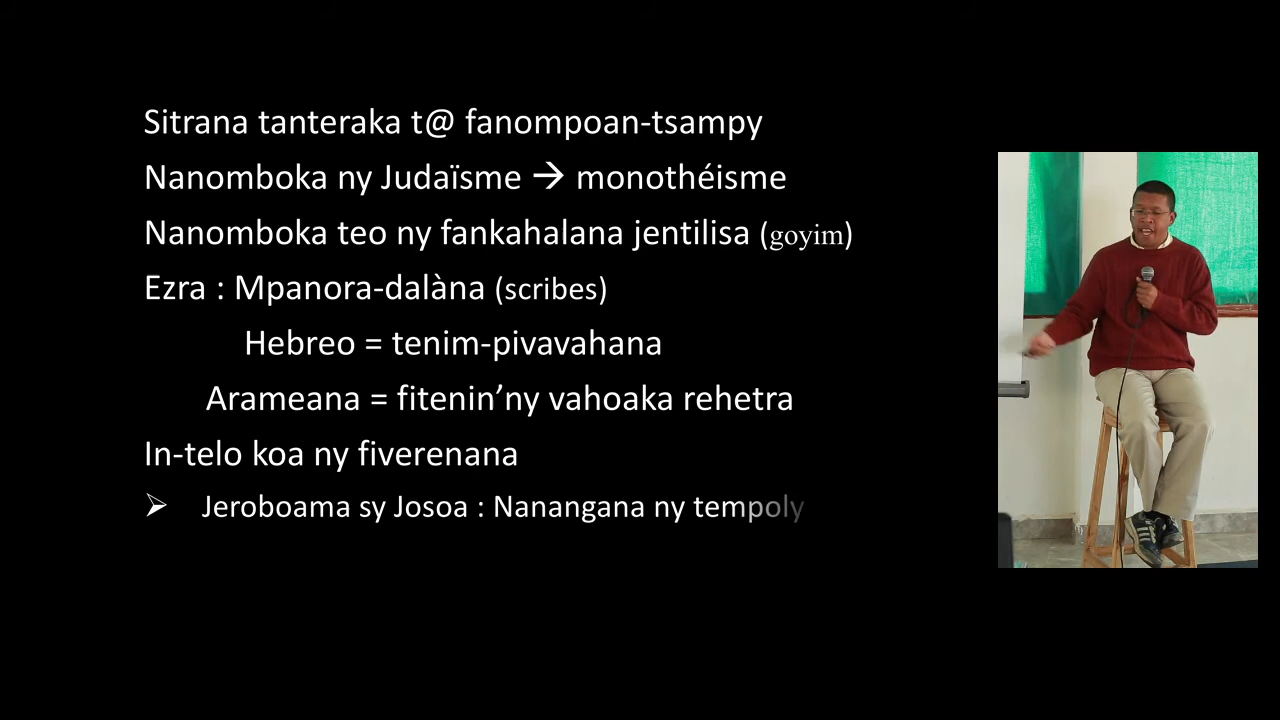 Sitrana tanteraka t@ fanompoan-tsampy
Nanomboka ny Judaïsme → monothéisme
Nanomboka teo ny fankahalana jentilisa (goyim)
Ezra : Mpanora-dalàna (scribes)
Hebreo = tenim-pivavahana
Arameana = fitenin’ny vahoaka rehetra
In-telo koa ny fiverenana
➢ Jeroboama sy Josoa : Nanangana ny tempoly